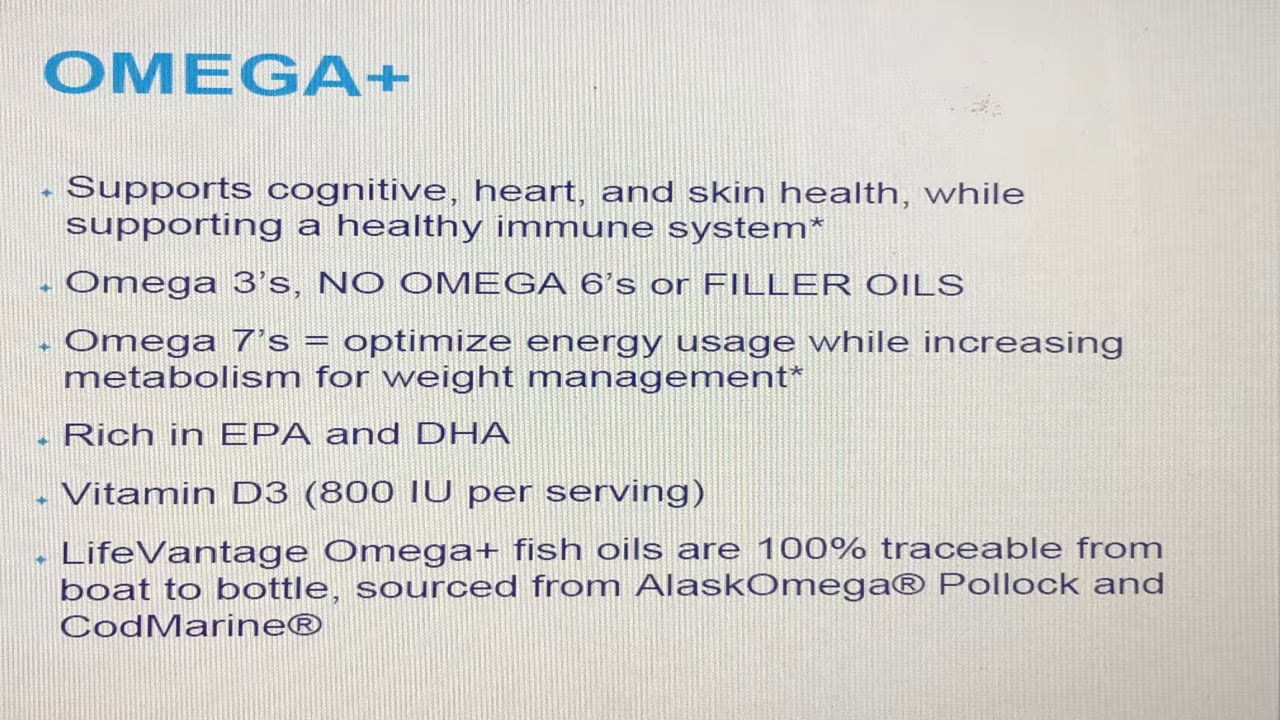 OMEGA+
Supports cognitive, heart, and skin health, while
supporting a healthy immune system*
Omega 3’s, NO OMEGA 6’s or FILLER OILS
Omega 7’s = optimize energy usage while increasing
metabolism for weight management*
Rich in EPA and DHA
Vitamin D3 (800 IU per serving)
LifeVantage Omega+ fish oils are 100% traceable from
boat to bottle, sourced from AlaskOmega® Pollock and
CodMarine®